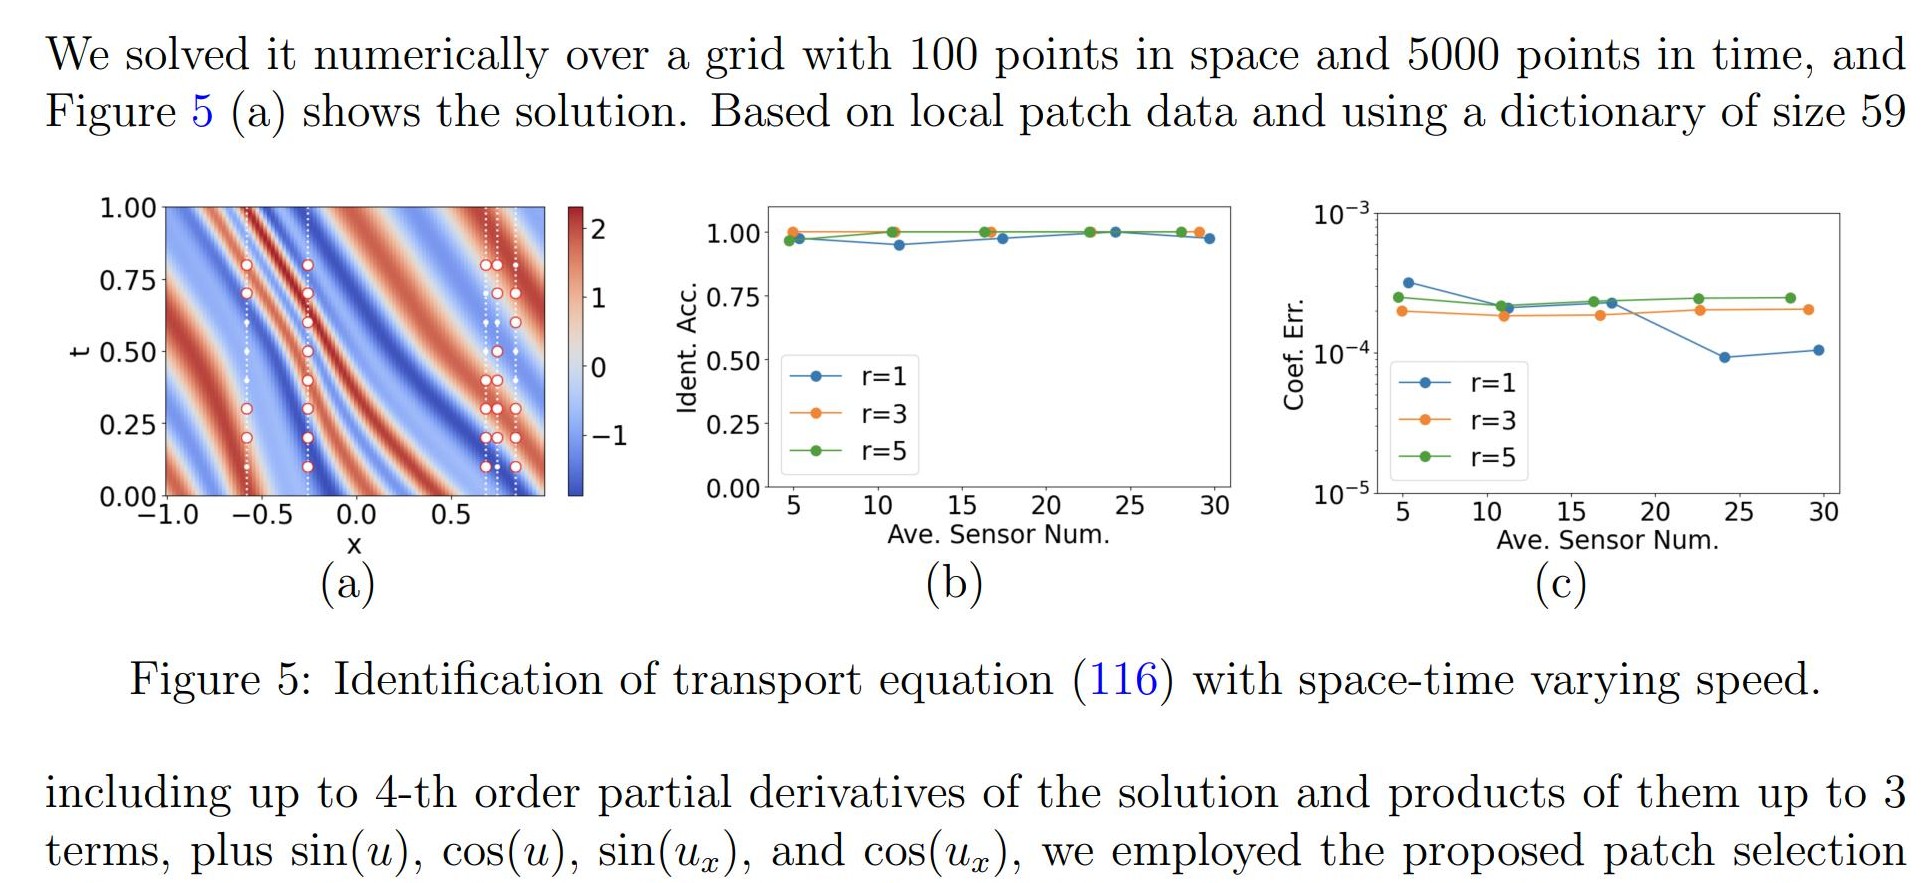 We solved it numerically over a grid with 100 points in space and 5000 points in time, and
Figure 5 (a) shows the solution. Based on local patch data and using a dictionary of size 59
1.00
0.75
0.50
0.25
0.00
t
−1.0 −0.5 0.0 0.5
x
2
1
0
−1
(a)
1.00
0.75
0.50
0.25
0.00
Ident. Acc.
r=1
r=3
r=5
5 10 15 20 25 30
Ave. Sensor Num.
(b)
10⁻³
10⁻⁴
10⁻⁵
Coef. Err.
r=1
r=3
r=5
5 10 15 20 25 30
Ave. Sensor Num.
(c)
Figure 5: Identification of transport equation (116) with space-time varying speed.
including up to 4-th order partial derivatives of the solution and products of them up to 3
terms, plus sin(u), cos(u), sin(uₓ), and cos(uₓ), we employed the proposed patch selection